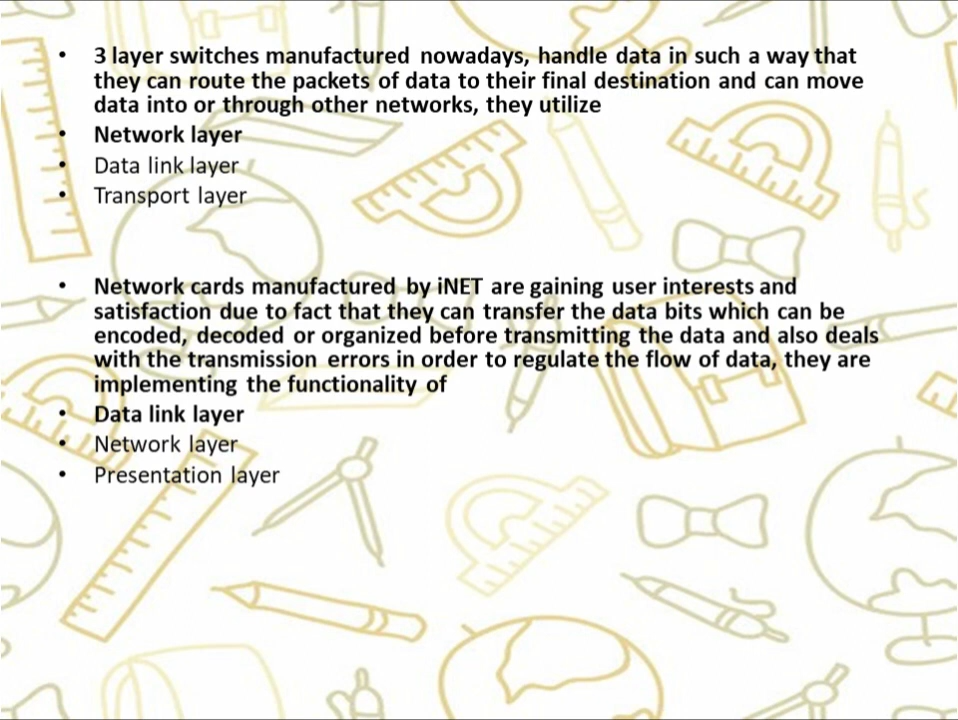 • 3 layer switches manufactured nowadays, handle data in such a way that
they can route the packets of data to their final destination and can move
data into or through other networks, they utilize
• Network layer
• Data link layer
• Transport layer
• Network cards manufactured by iNET are gaining user interests and
satisfaction due to fact that they can transfer the data bits which can be
encoded, decoded or organized before transmitting the data and also deals
with the transmission errors in order to regulate the flow of data, they are
implementing the functionality of
• Data link layer
• Network layer
• Presentation layer